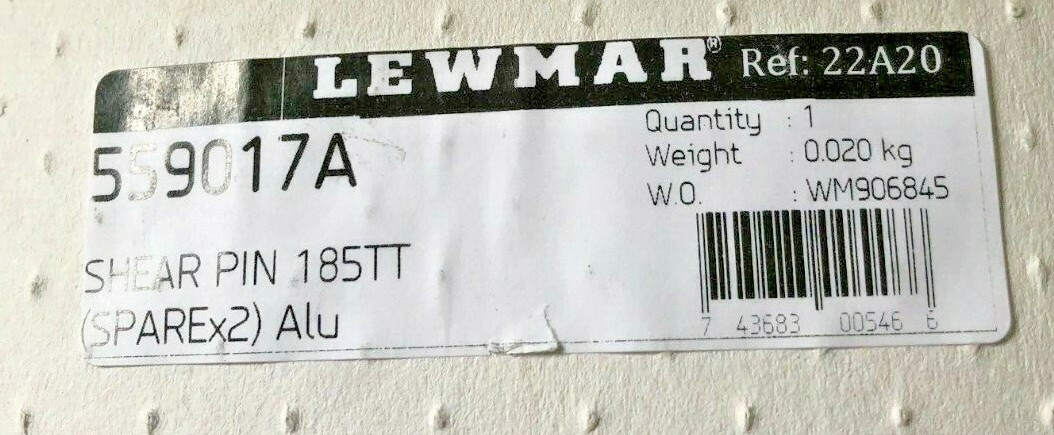 LEWMAR® Ref: 22A20
559017A
Quantity : 1
Weight : 0.020 kg
W.O. : WM906845
SHEAR PIN 185TT
(SPAREx2) Alu
7 43683 00546 6